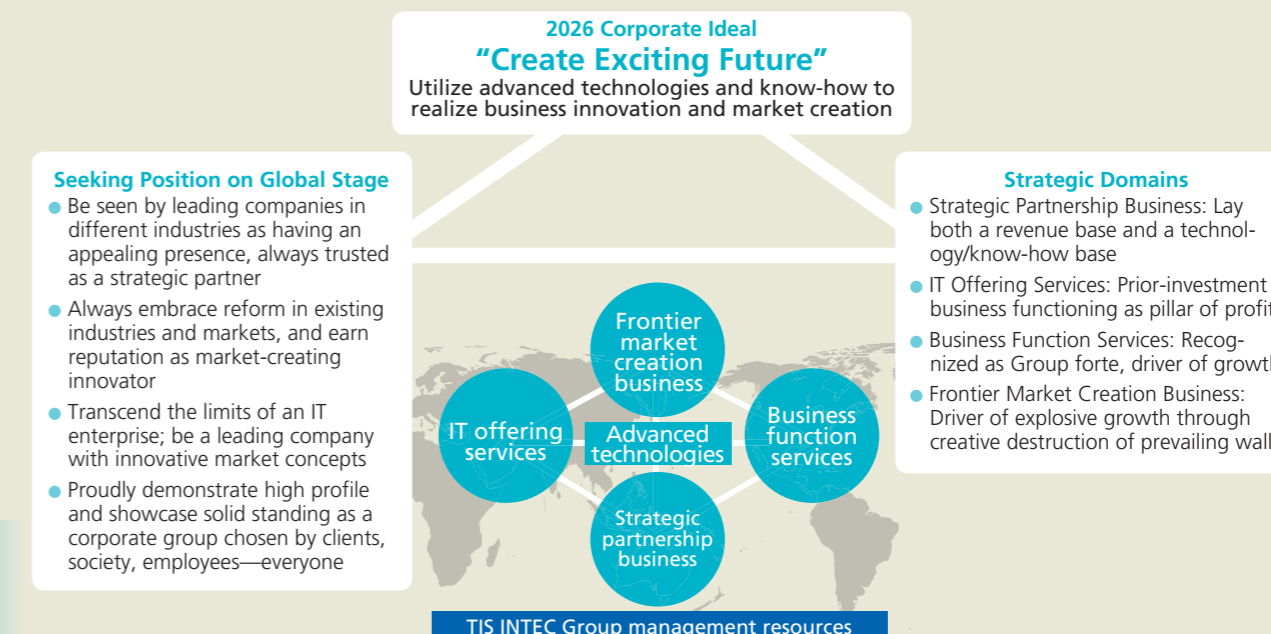 2026 Corporate Ideal
“Create Exciting Future”
Utilize advanced technologies and know-how to
realize business innovation and market creation
Seeking Position on Global Stage
● Be seen by leading companies in
different industries as having an
appealing presence, always trusted
as a strategic partner
● Always embrace reform in existing
industries and markets, and earn
reputation as market-creating
innovator
● Transcend the limits of an IT
enterprise; be a leading company
with innovative market concepts
● Proudly demonstrate high profile
and showcase solid standing as a
corporate group chosen by clients,
society, employees—everyone
Strategic Domains
● Strategic Partnership Business: Lay
both a revenue base and a technol-
ogy/know-how base
● IT Offering Services: Prior-investment
business functioning as pillar of profit
● Business Function Services: Recog-
nized as Group forte, driver of growth
● Frontier Market Creation Business:
Driver of explosive growth through
creative destruction of prevailing wall
Frontier
market
creation
business
IT offering
services
Advanced
technologies
Business
function
services
Strategic
partnership
business
TIS INTEC Group management resources